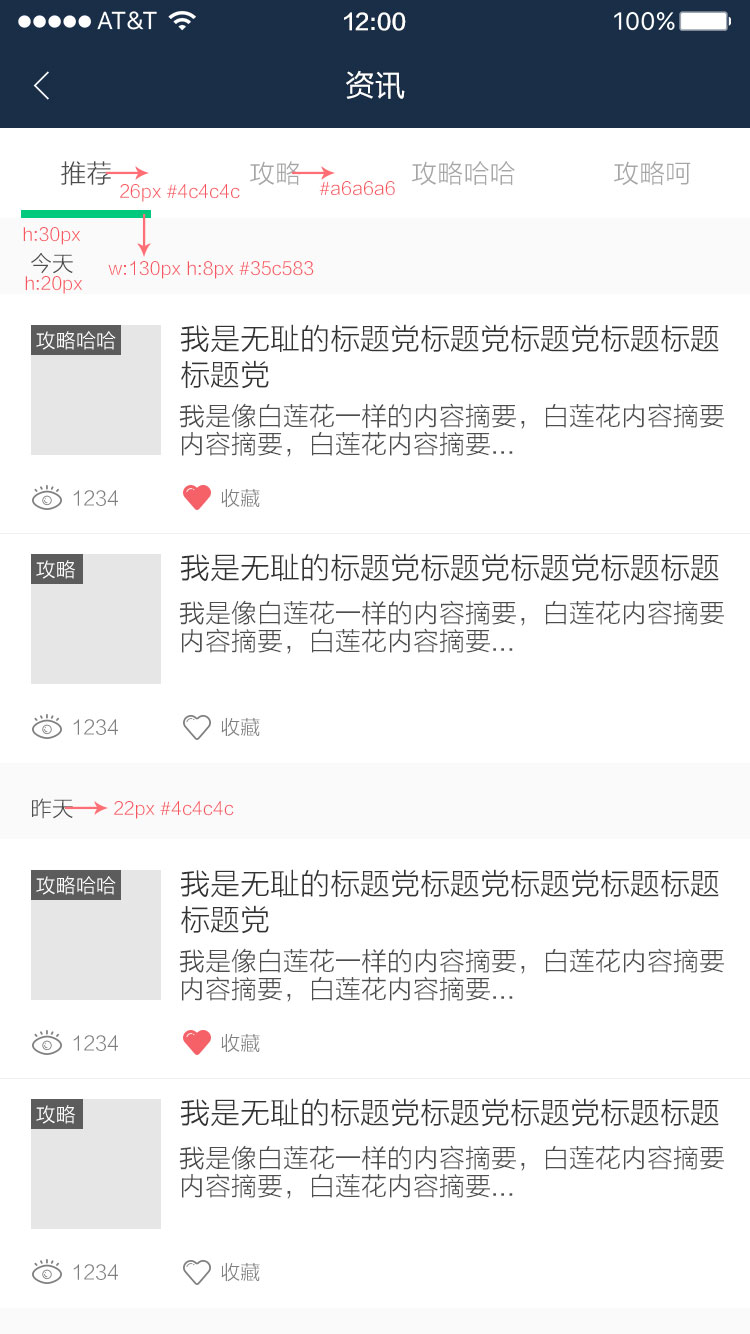 AT&T 12:00 100%
资讯
推荐 攻略 攻略哈哈 攻略呵
26px #4c4c4c #a6a6a6
h:30px
今天
w:130px h:8px #35c583
h:20px
攻略哈哈
我是无耻的标题党标题党标题党标题标题
标题党
我是像白莲花一样的内容摘要，白莲花内容摘要
内容摘要，白莲花内容摘要...
1234 收藏
攻略
我是无耻的标题党标题党标题党标题标题
我是像白莲花一样的内容摘要，白莲花内容摘要
内容摘要，白莲花内容摘要...
1234 收藏
昨天 22px #4c4c4c
攻略哈哈
我是无耻的标题党标题党标题党标题标题
标题党
我是像白莲花一样的内容摘要，白莲花内容摘要
内容摘要，白莲花内容摘要...
1234 收藏
攻略
我是无耻的标题党标题党标题党标题标题
我是像白莲花一样的内容摘要，白莲花内容摘要
内容摘要，白莲花内容摘要...
1234 收藏